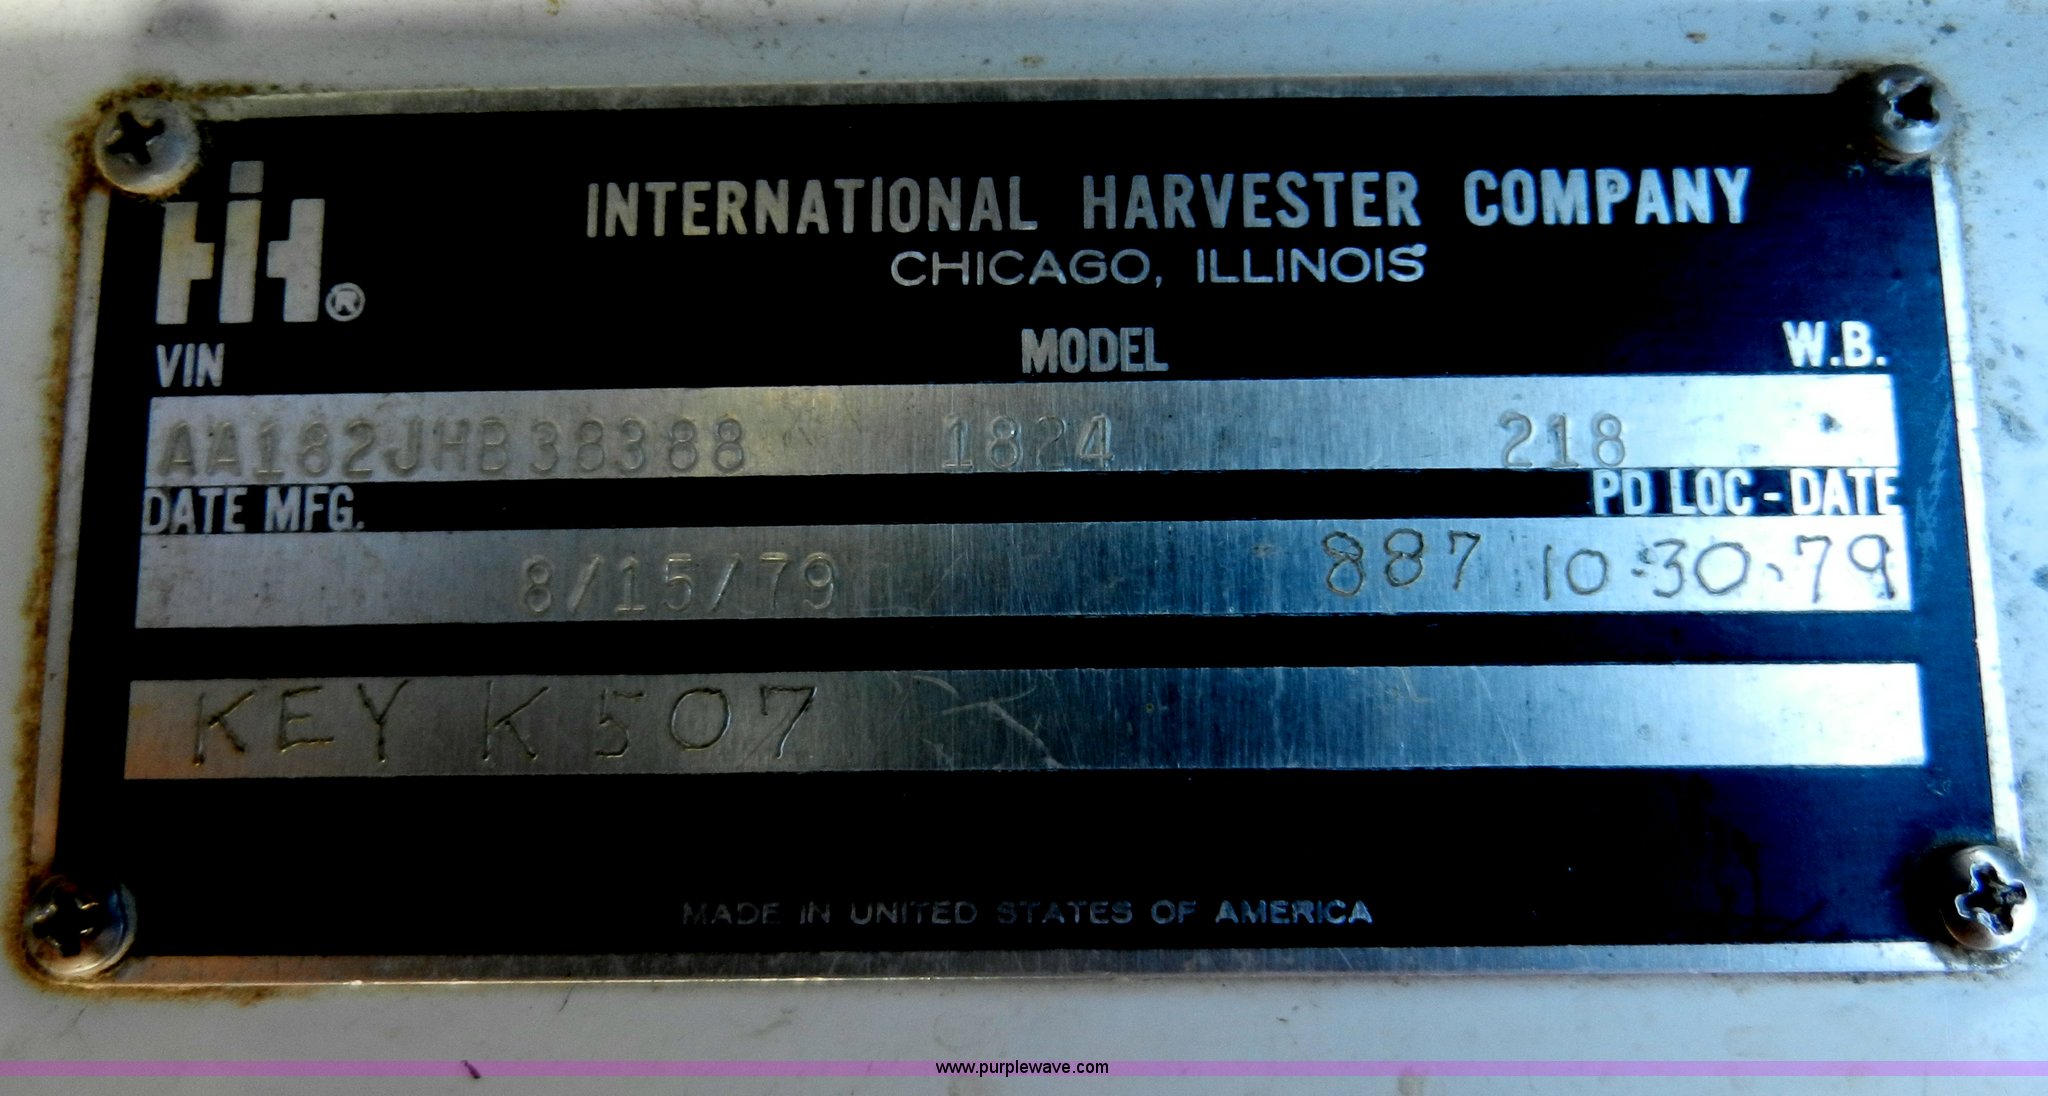 IH®
INTERNATIONAL HARVESTER COMPANY
CHICAGO, ILLINOIS
VIN MODEL W.B.
AA182JHB38388 1824 218
DATE MFG. PD LOC-DATE
8/15/79 887 10-30-79
KEY K507
MADE IN UNITED STATES OF AMERICA
www.purplewave.com